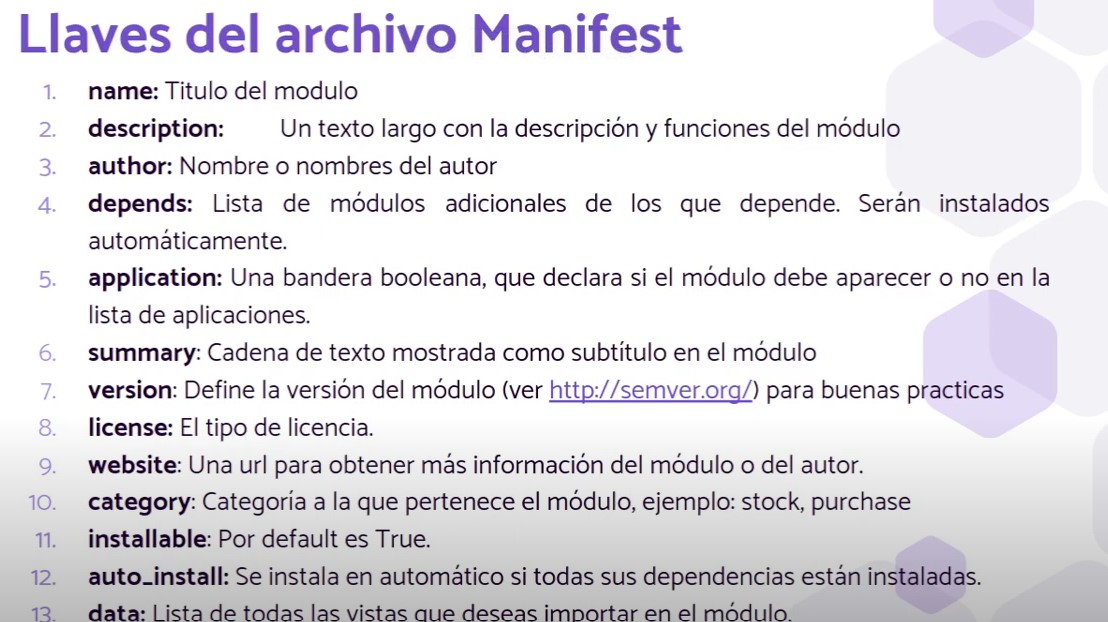 Llaves del archivo Manifest
1. name: Titulo del modulo
2. description: Un texto largo con la descripción y funciones del módulo
3. author: Nombre o nombres del autor
4. depends: Lista de módulos adicionales de los que depende. Serán instalados
automáticamente.
5. application: Una bandera booleana, que declara si el módulo debe aparecer o no en la
lista de aplicaciones.
6. summary: Cadena de texto mostrada como subtítulo en el módulo
7. version: Define la versión del módulo (ver http://semver.org/) para buenas practicas
8. license: El tipo de licencia.
9. website: Una url para obtener más información del módulo o del autor.
10. category: Categoría a la que pertenece el módulo, ejemplo: stock, purchase
11. installable: Por default es True.
12. auto_install: Se instala en automático si todas sus dependencias están instaladas.
13. data: Lista de todas las vistas que deseas importar en el módulo.